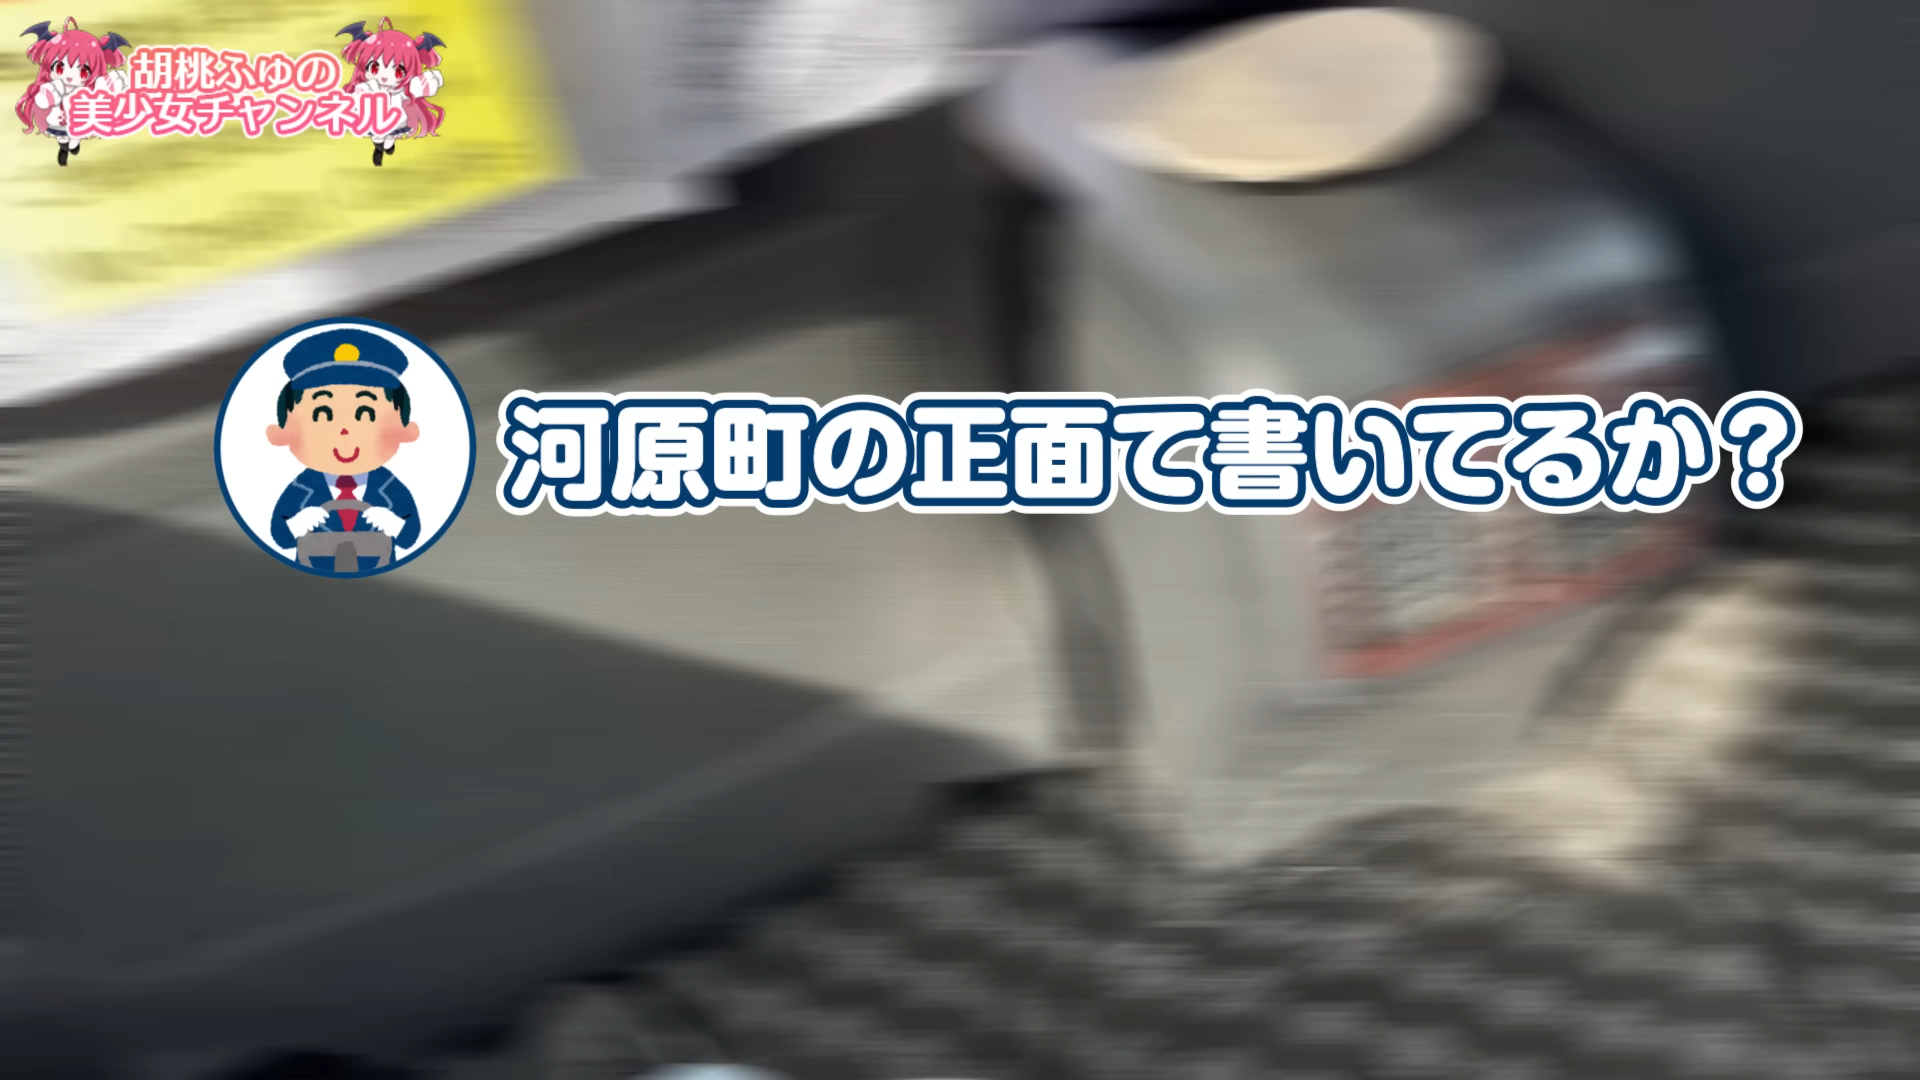 胡桃ふゅの
美少女チャンネル
河原町の正面て書いてるか？